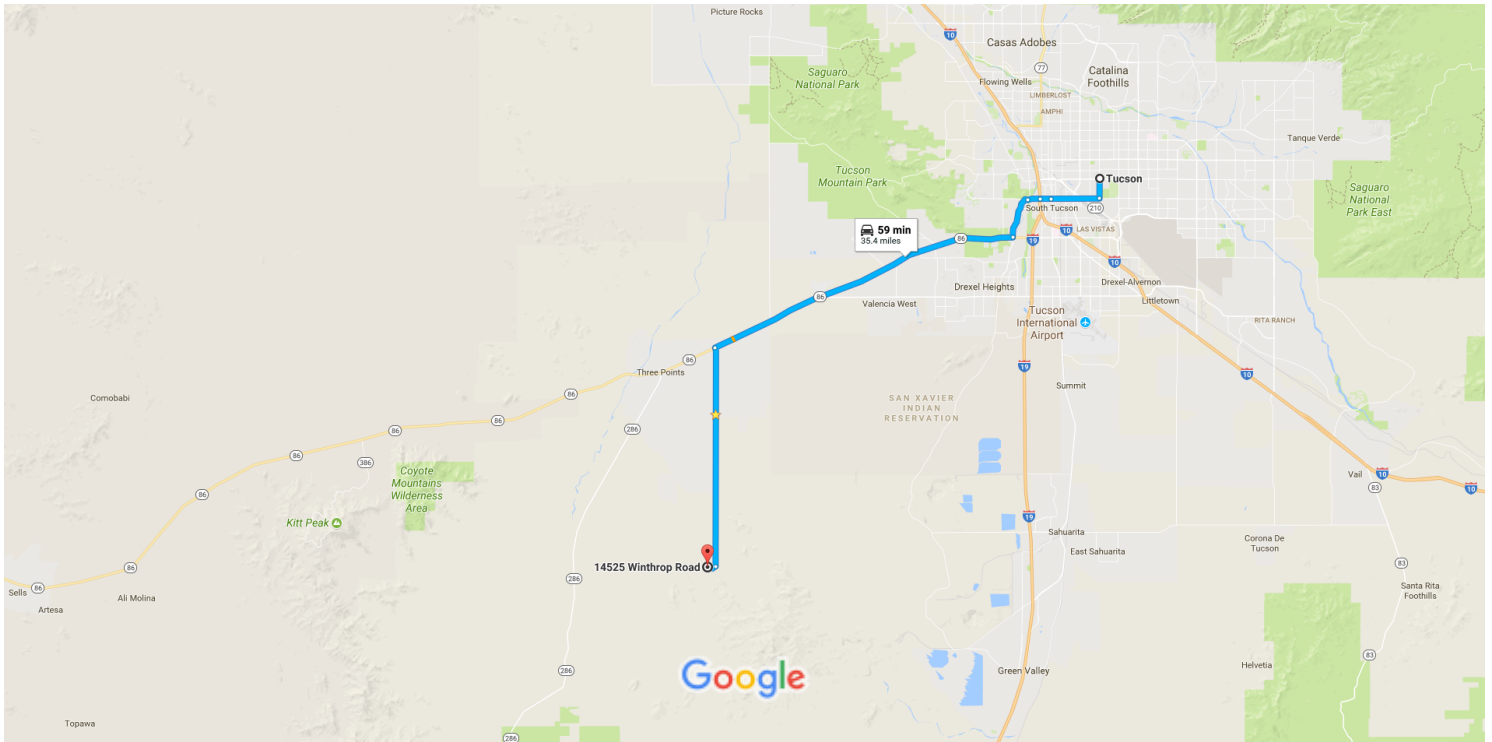 Picture Rocks
10
Casas Adobes
77
Catalina
Foothills
Flowing Wells
Saguaro
National Park
LIMBERLOST
AMPHI
Tanque Verde
Tucson
Mountain Park
Tucson
Saguaro
National
Park East
South Tucson
210
59 min
35.4 miles
86
19
10
LAS VISTAS
10
Drexel Heights
Drexel-Alvernon
Littletown
86
Valencia West
Tucson
International
Airport
RITA RANCH
86
Three Points
19
10
Summit
Comobabi
86
SAN XAVIER
INDIAN
RESERVATION
86
286
86
86
386
Coyote
Mountains
Wilderness
Area
Vail
10
83
10
86
Kitt Peak
19
Sahuarita
East Sahuarita
Corona De
Tucson
14525 Winthrop Road
86
286
83
Sells
86
Artesa
Ali Molina
Santa Rita
Foothills
83
Helvetia
286
Google
Green Valley
Topawa
286